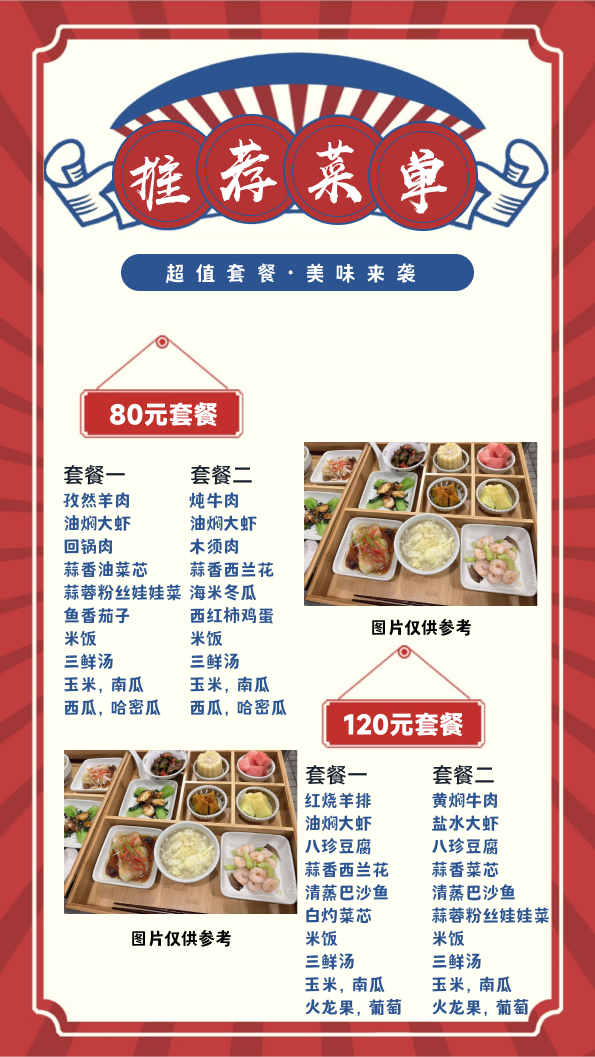 推荐菜单
超值套餐·美味来袭
80元套餐
套餐一
孜然羊肉
油焖大虾
回锅肉
蒜香油菜芯
蒜蓉粉丝娃娃菜
鱼香茄子
米饭
三鲜汤
玉米，南瓜
西瓜，哈密瓜
套餐二
炖牛肉
油焖大虾
木须肉
蒜香西兰花
海米冬瓜
西红柿鸡蛋
米饭
三鲜汤
玉米，南瓜
西瓜，哈密瓜
图片仅供参考
120元套餐
套餐一
红烧羊排
油焖大虾
八珍豆腐
蒜香西兰花
清蒸巴沙鱼
白灼菜芯
米饭
三鲜汤
玉米，南瓜
火龙果，葡萄
套餐二
黄焖牛肉
盐水大虾
八珍豆腐
蒜香菜芯
清蒸巴沙鱼
蒜蓉粉丝娃娃菜
米饭
三鲜汤
玉米，南瓜
火龙果，葡萄
图片仅供参考